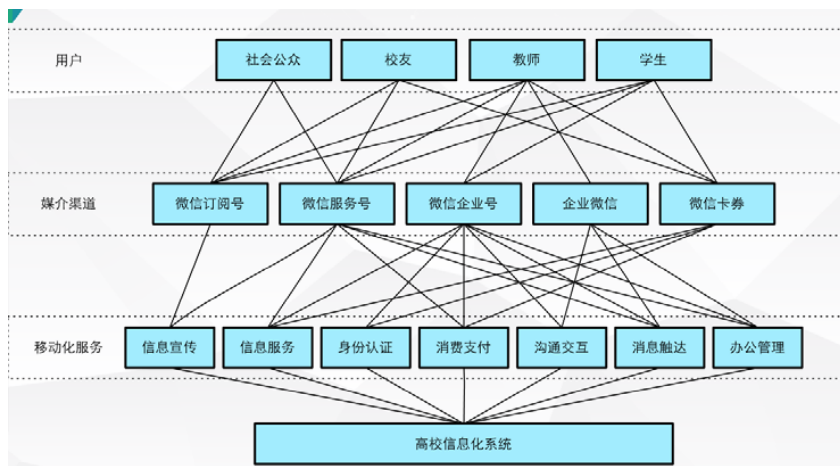 用户 社会公众 校友 教师 学生
媒介渠道 微信订阅号 微信服务号 微信企业号 企业微信 微信卡券
移动化服务 信息宣传 信息服务 身份认证 消费支付 沟通交互 消息触达 办公管理
高校信息化系统